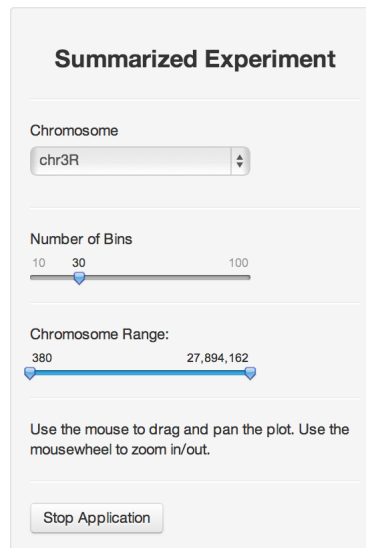 Summarized Experiment
Chromosome
chr3R
Number of Bins
10 30 100
Chromosome Range:
380 27,894,162
Use the mouse to drag and pan the plot. Use the
mousewheel to zoom in/out.
Stop Application